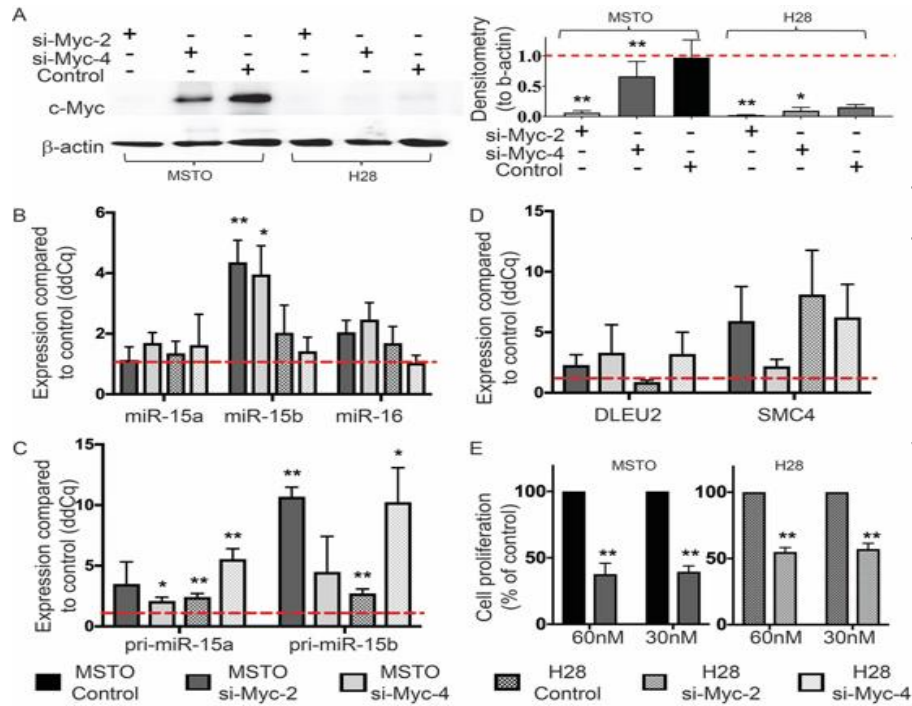 A
si-Myc-2 + - - + - -
si-Myc-4 - + - - + -
Control - - + - - +
c-Myc
β-actin
MSTO H28
MSTO H28
Densitometry
(to b-actin)
1.0
0.5
0.0
** ** ** *
si-Myc-2 + - - + - -
si-Myc-4 - + - - + -
Control - - + - - +
B
Expression compared
to control (ddCq)
6
4
2
0
** *
miR-15a miR-15b miR-16
D
Expression compared
to control (ddCq)
15
10
5
0
DLEU2 SMC4
C
Expression compared
to control (ddCq)
15
10
5
0
* ** ** ** ** *
pri-miR-15a pri-miR-15b
E
MSTO H28
Cell proliferation
(% of control)
100
50
0
** **
60nM 30nM
100
50
0
** **
60nM 30nM
MSTO
Control
MSTO
si-Myc-2
MSTO
si-Myc-4
H28
Control
H28
si-Myc-2
H28
si-Myc-4